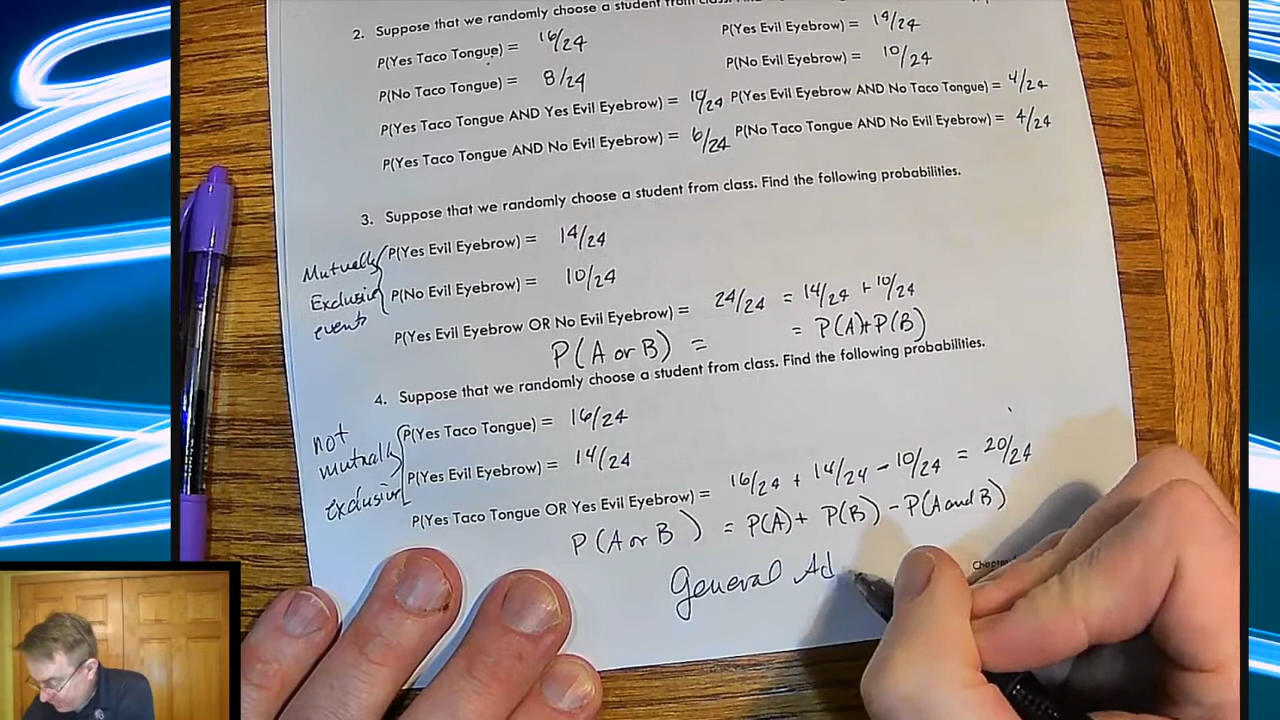 2. Suppose that we randomly choose a student from class.
P(Yes Taco Tongue) = 16/24 P(Yes Evil Eyebrow) = 14/24
P(No Taco Tongue) = 8/24 P(No Evil Eyebrow) = 10/24
P(Yes Taco Tongue AND Yes Evil Eyebrow) = 10/24 P(Yes Evil Eyebrow AND No Taco Tongue) = 4/24
P(Yes Taco Tongue AND No Evil Eyebrow) = 6/24 P(No Taco Tongue AND No Evil Eyebrow) = 4/24
3. Suppose that we randomly choose a student from class. Find the following probabilities.
Mutually P(Yes Evil Eyebrow) = 14/24
Exclusive P(No Evil Eyebrow) = 10/24
events P(Yes Evil Eyebrow OR No Evil Eyebrow) = 24/24 = 14/24 + 10/24
P(A or B) = = P(A)+P(B)
4. Suppose that we randomly choose a student from class. Find the following probabilities.
not P(Yes Taco Tongue) = 16/24
mutually P(Yes Evil Eyebrow) = 14/24
exclusive P(Yes Taco Tongue OR Yes Evil Eyebrow) = 16/24 + 14/24 - 10/24 = 20/24
P(A or B) = P(A) + P(B) - P(A and B)
General Ad